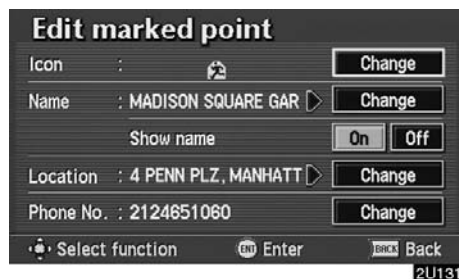 Edit marked point
Icon : Change
Name : MADISON SQUARE GAR Change
Show name On Off
Location : 4 PENN PLZ, MANHATT Change
Phone No. : 2124651060 Change
Select function ENT Enter BACK Back
2U13